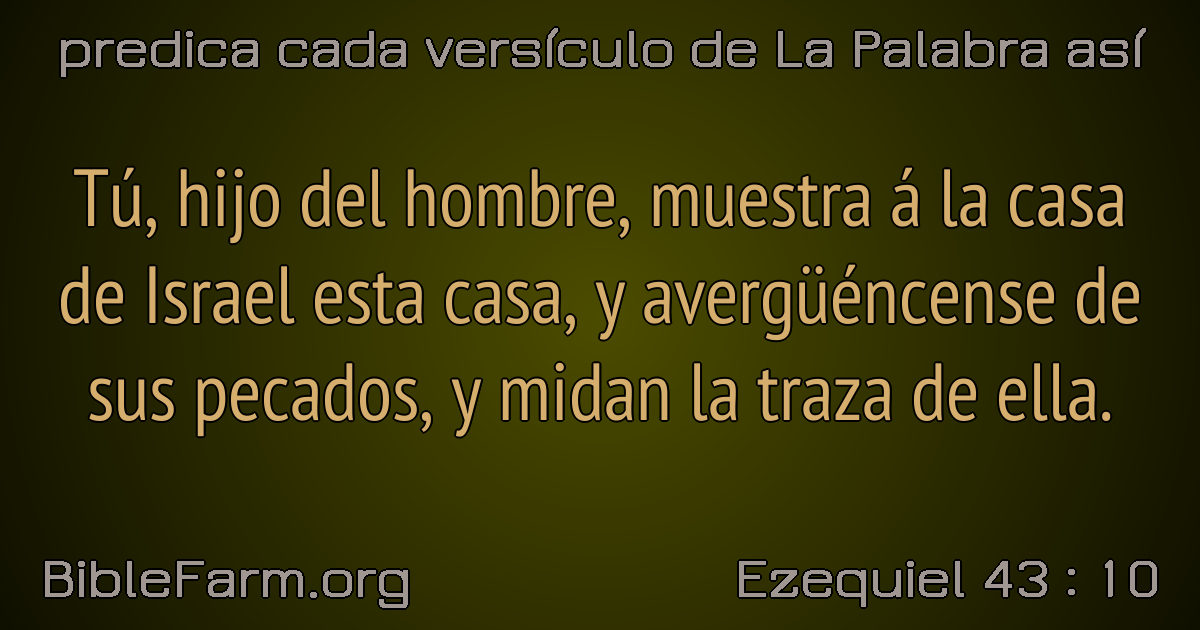 predica cada versículo de La Palabra así
Tú, hijo del hombre, muestra á la casa
de Israel esta casa, y avergüéncense de
sus pecados, y midan la traza de ella.
BibleFarm.org
Ezequiel 43 : 10